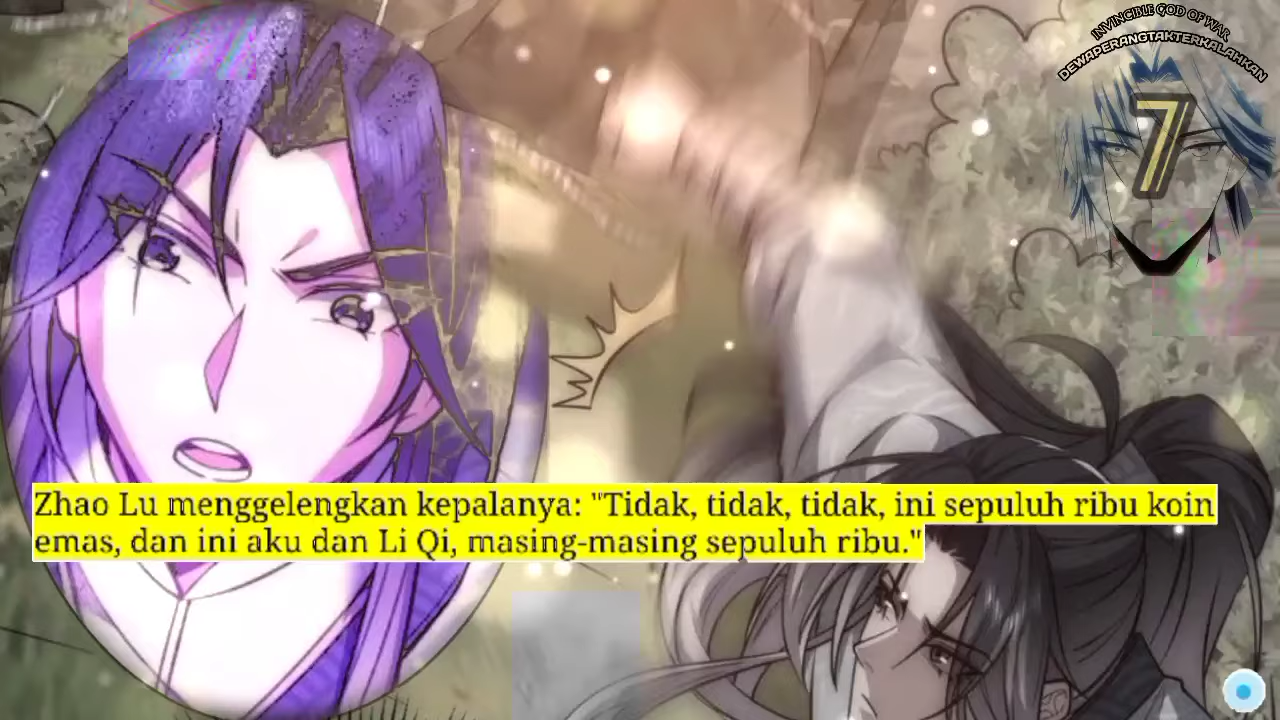 INVINCIBLE GOD OF WAR
DEWAPERANGTAKTERKALAHKAN
7
Zhao Lu menggelengkan kepalanya: "Tidak, tidak, tidak, ini sepuluh ribu koin
emas, dan ini aku dan Li Qi, masing-masing sepuluh ribu."